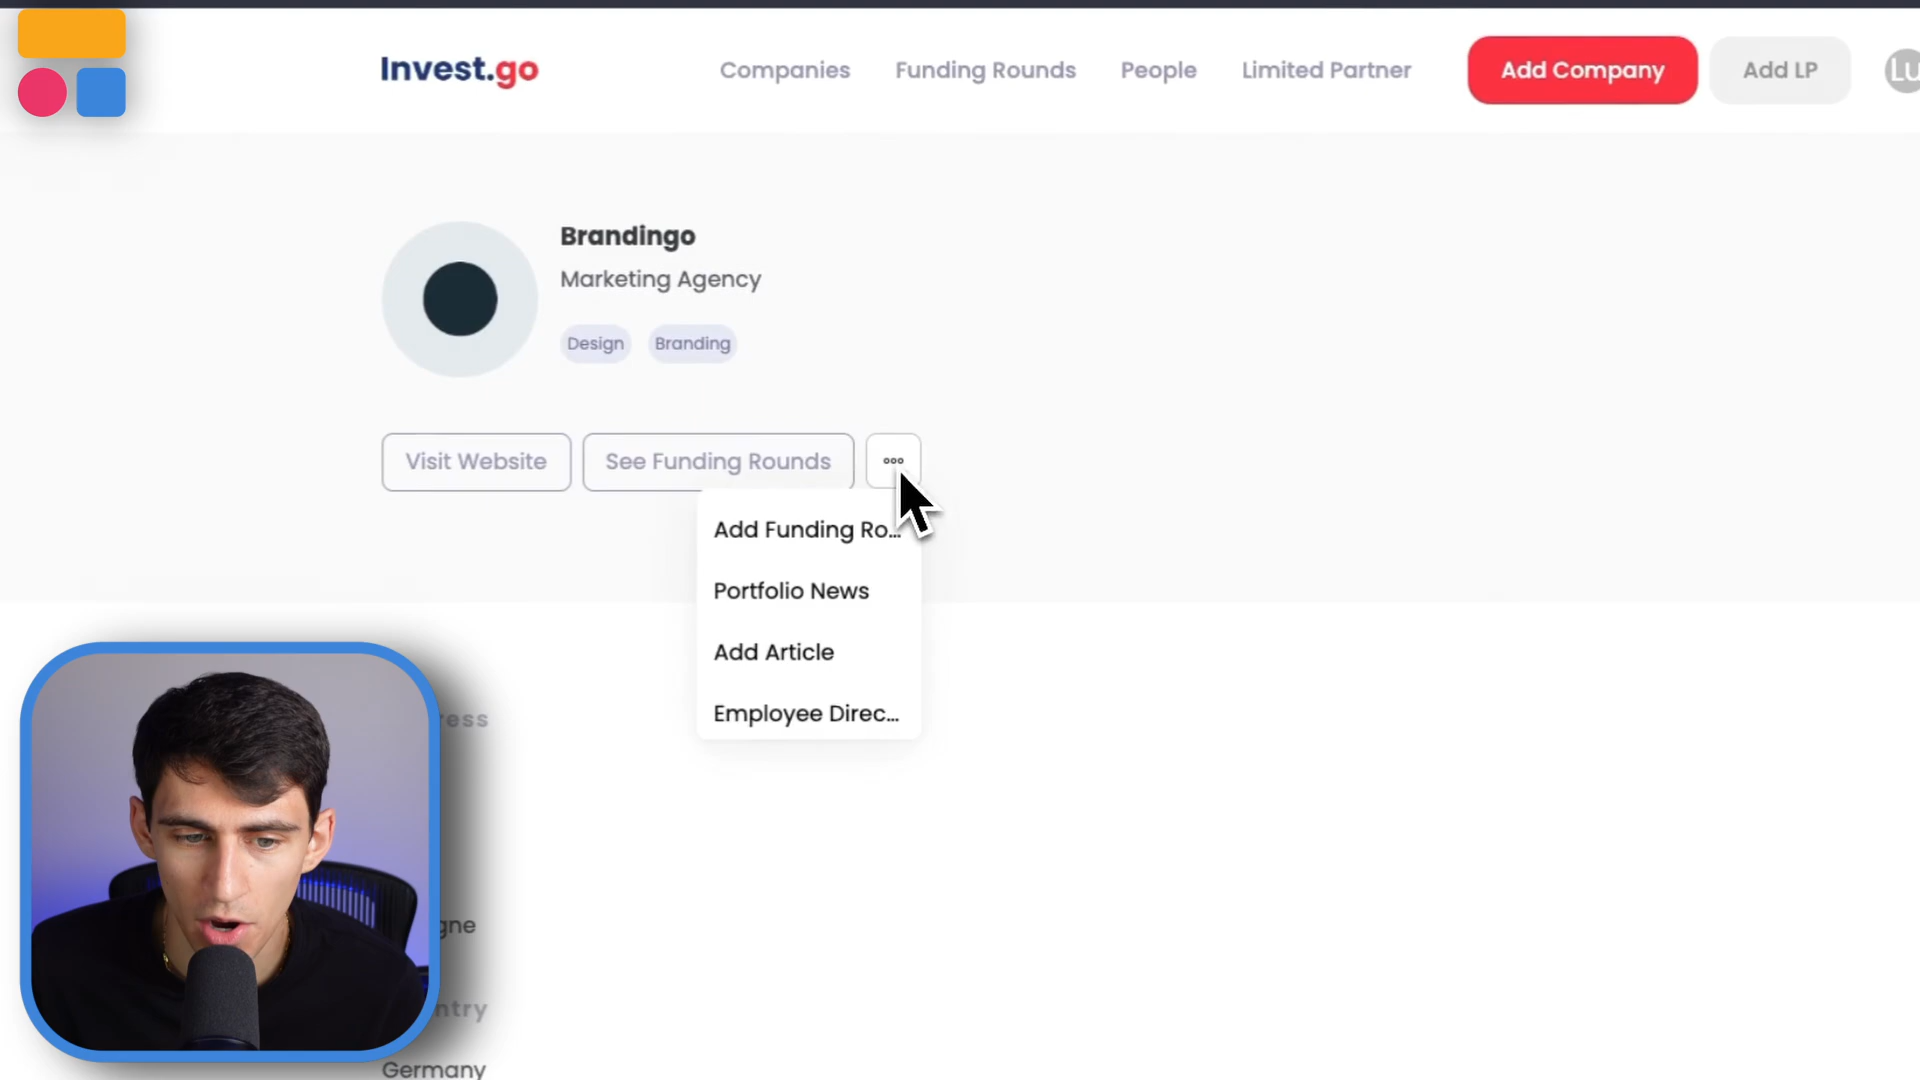 Invest.go
Companies
Funding Rounds
People
Limited Partner
Add Company
Add LP
Lu
Brandingo
Marketing Agency
Design
Branding
Visit Website
See Funding Rounds
Add Funding Ro...
Portfolio News
Add Article
Employee Direc...
Germany